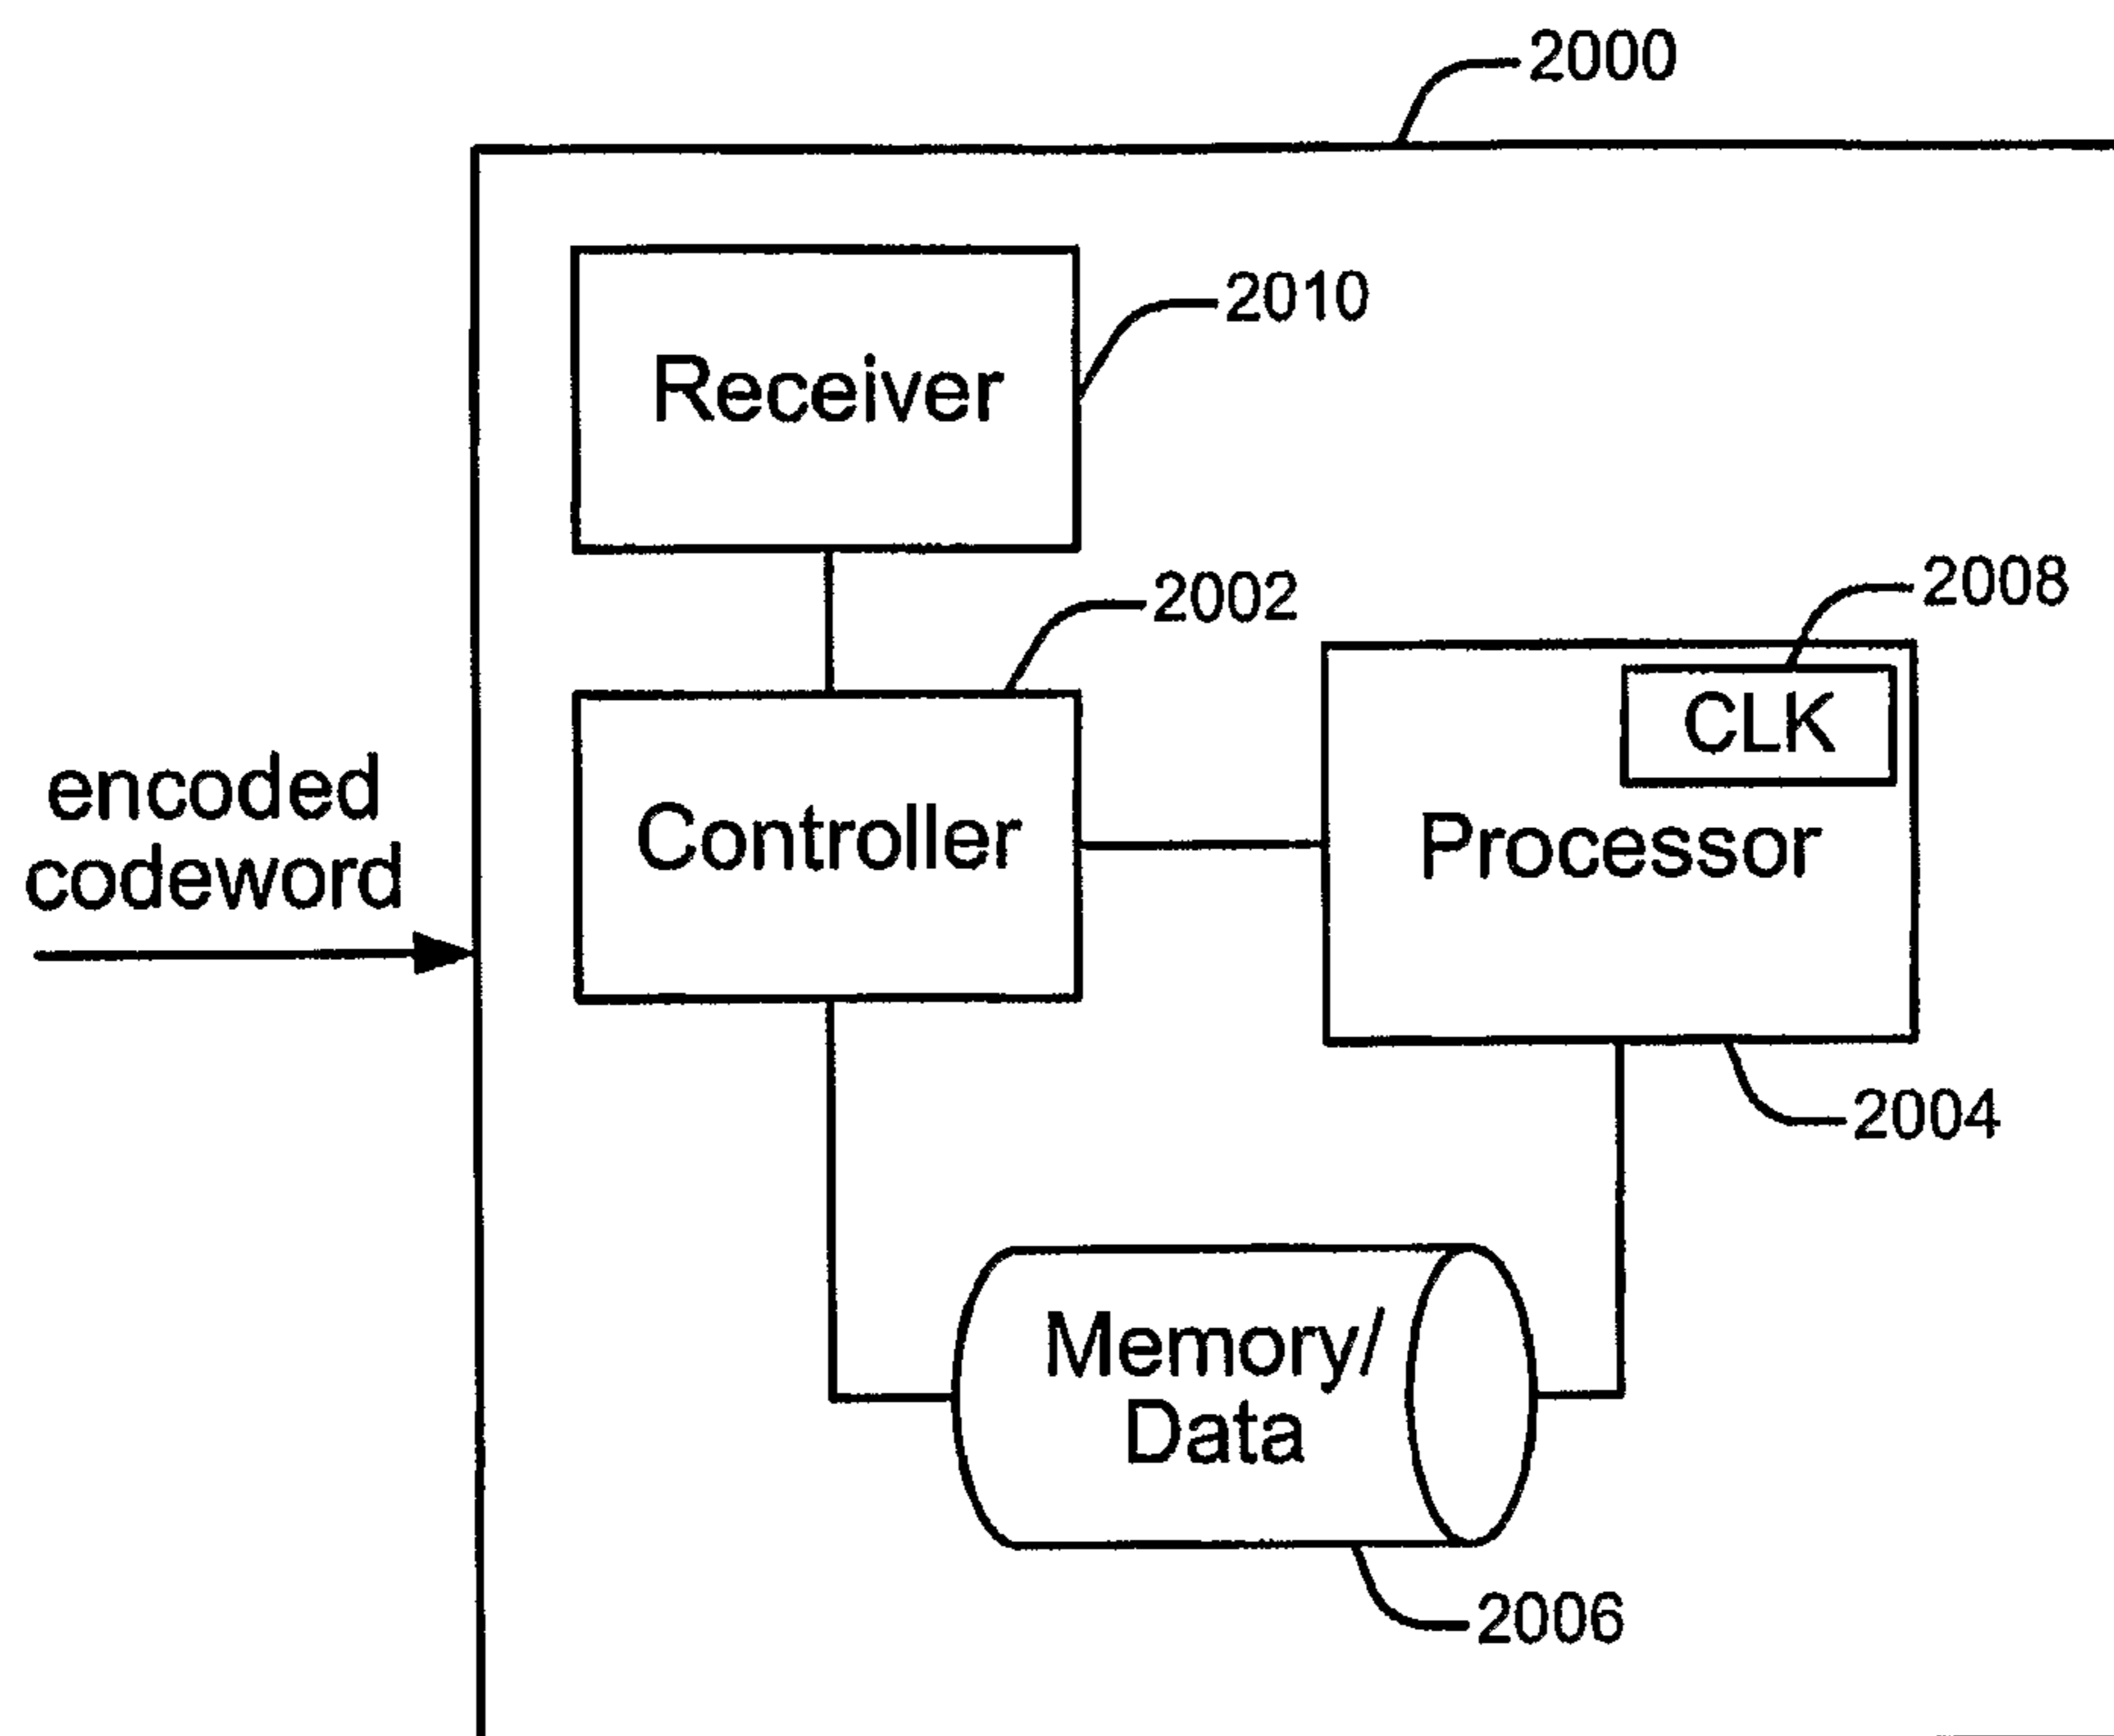 2000
2010
Receiver
2002
2008
CLK
encoded
codeword
Controller
Processor
2004
Memory/
Data
2006